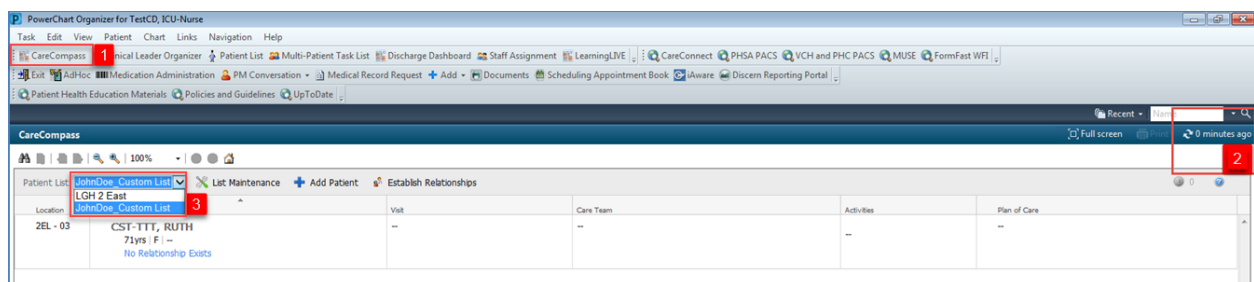 PowerChart Organizer for TestCD, ICU-Nurse
Task Edit View Patient Chart Links Navigation Help
CareCompass 1 nical Leader Organizer Patient List Multi-Patient Task List Discharge Dashboard Staff Assignment LearningLIVE CareConnect PHSA PACS VCH and PHC PACS MUSE FormFast WFI
Exit AdHoc Medication Administration PM Conversation Medical Record Request Add Documents Scheduling Appointment Book iAware Discern Reporting Portal
Patient Health Education Materials Policies and Guidelines UpToDate
Recent Name
CareCompass Full screen Print 0 minutes ago
100% 2
Patient List: JohnDoe_Custom List List Maintenance Add Patient Establish Relationships 0
LGH 2 East
JohnDoe_Custom List 3
Location Visit Care Team Activities Plan of Care
2EL - 03 CST-TTT, RUTH -- -- -- --
71yrs | F | --
No Relationship Exists